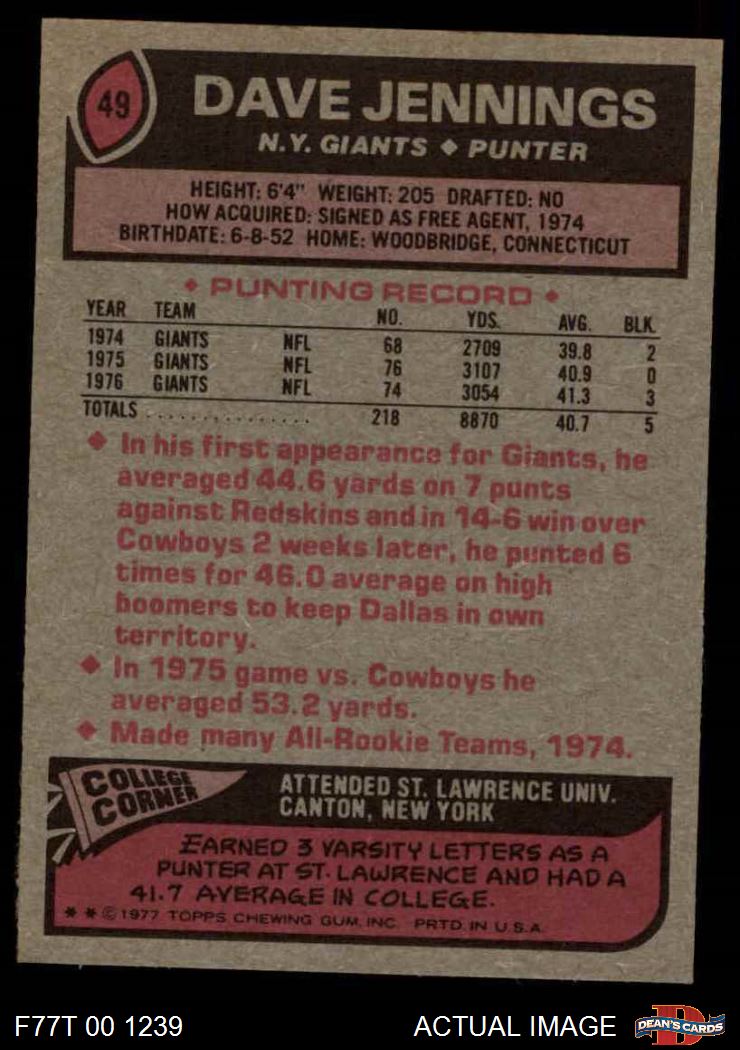 49
DAVE JENNINGS
N.Y. GIANTS ◆ PUNTER
HEIGHT: 6'4" WEIGHT: 205 DRAFTED: NO
HOW ACQUIRED: SIGNED AS FREE AGENT, 1974
BIRTHDATE: 6-8-52 HOME: WOODBRIDGE, CONNECTICUT
◆ PUNTING RECORD ◆
YEAR TEAM NO. YDS. AVG. BLK.
1974 GIANTS NFL 68 2709 39.8 2
1975 GIANTS NFL 76 3107 40.9 0
1976 GIANTS NFL 74 3054 41.3 3
TOTALS . . . . . . . . . . . . . . . 218 8870 40.7 5
◆ In his first appearance for Giants, he
averaged 44.6 yards on 7 punts
against Redskins and in 14-6 win over
Cowboys 2 weeks later, he punted 6
times for 46.0 average on high
boomers to keep Dallas in own
territory.
◆ In 1975 game vs. Cowboys he
averaged 53.2 yards.
◆ Made many All-Rookie Teams, 1974.
COLLEGE
CORNER
ATTENDED ST. LAWRENCE UNIV.
CANTON, NEW YORK
EARNED 3 VARSITY LETTERS AS A
PUNTER AT ST. LAWRENCE AND HAD A
41.7 AVERAGE IN COLLEGE.
* * © 1977 TOPPS CHEWING GUM, INC. PRTD. IN U.S.A.
F77T 00 1239 ACTUAL IMAGE D DEAN'S CARDS